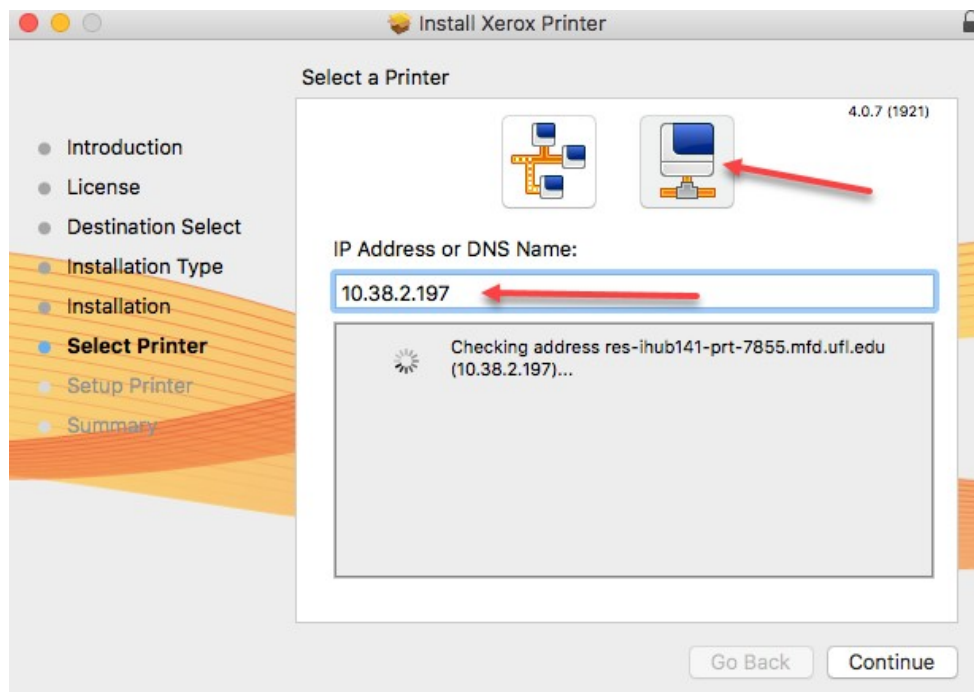 Install Xerox Printer
Select a Printer
4.0.7 (1921)
Introduction
License
Destination Select
Installation Type
Installation
Select Printer
Setup Printer
Summary
IP Address or DNS Name:
10.38.2.197
Checking address res-ihub141-prt-7855.mfd.ufl.edu
(10.38.2.197)...
Go Back
Continue